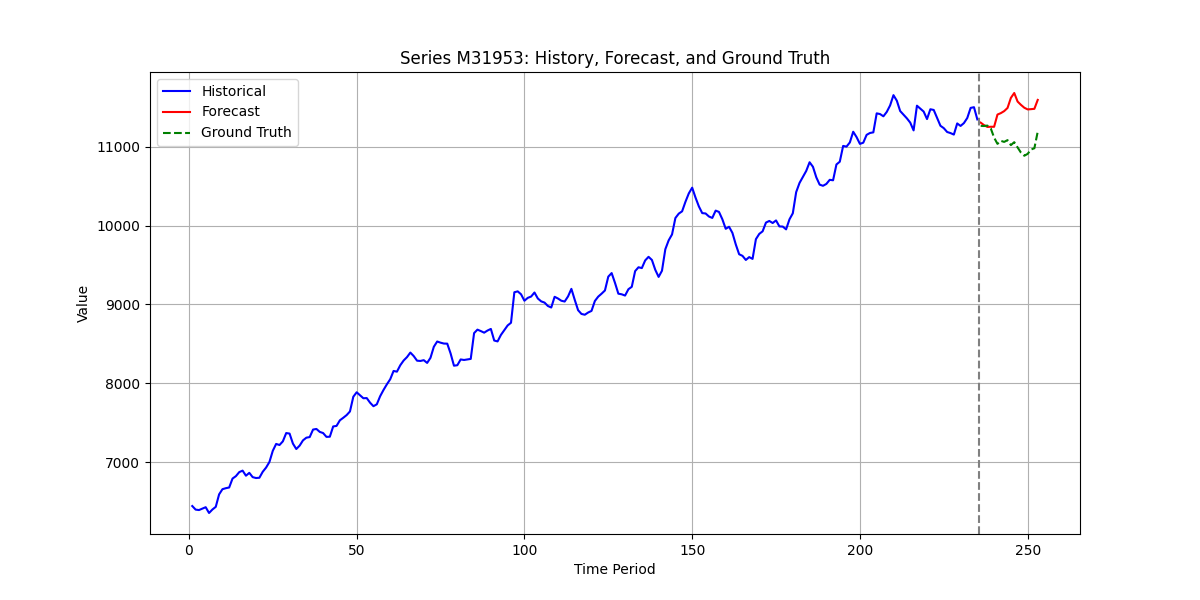 Series M31953: History, Forecast, and Ground Truth
Historical
Forecast
Ground Truth
11000
10000
9000
8000
7000
Value
0 50 100 150 200 250
Time Period